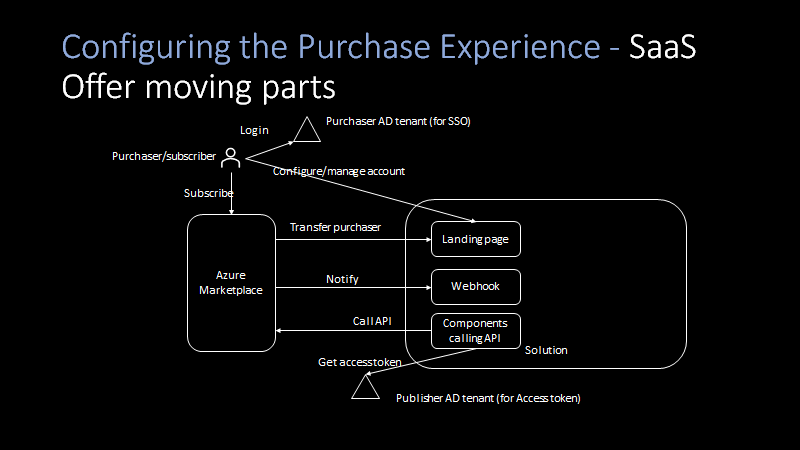 Configuring the Purchase Experience - SaaS
Offer moving parts
Purchaser AD tenant (for SSO)
Login
Purchaser/subscriber
Configure/manage account
Subscribe
Transfer purchaser
Landing page
Azure
Marketplace
Notify
Webhook
Call API
Components
calling API
Solution
Get access token
Publisher AD tenant (for Access token)